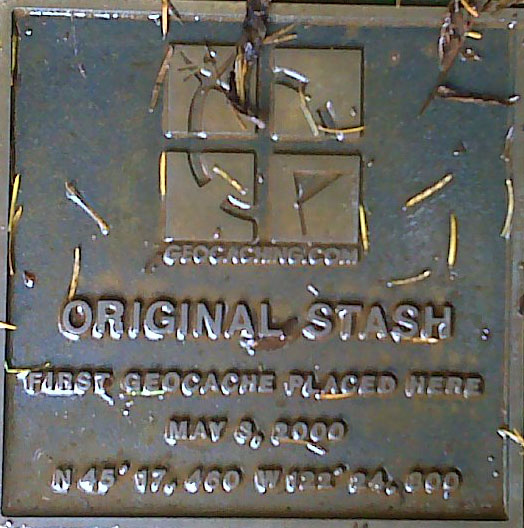 GEOCACHING.COM
ORIGINAL STASH
FIRST GEOCACHE PLACED HERE
MAY 3, 2000
N 45° 17. 460 W122° 24. 800